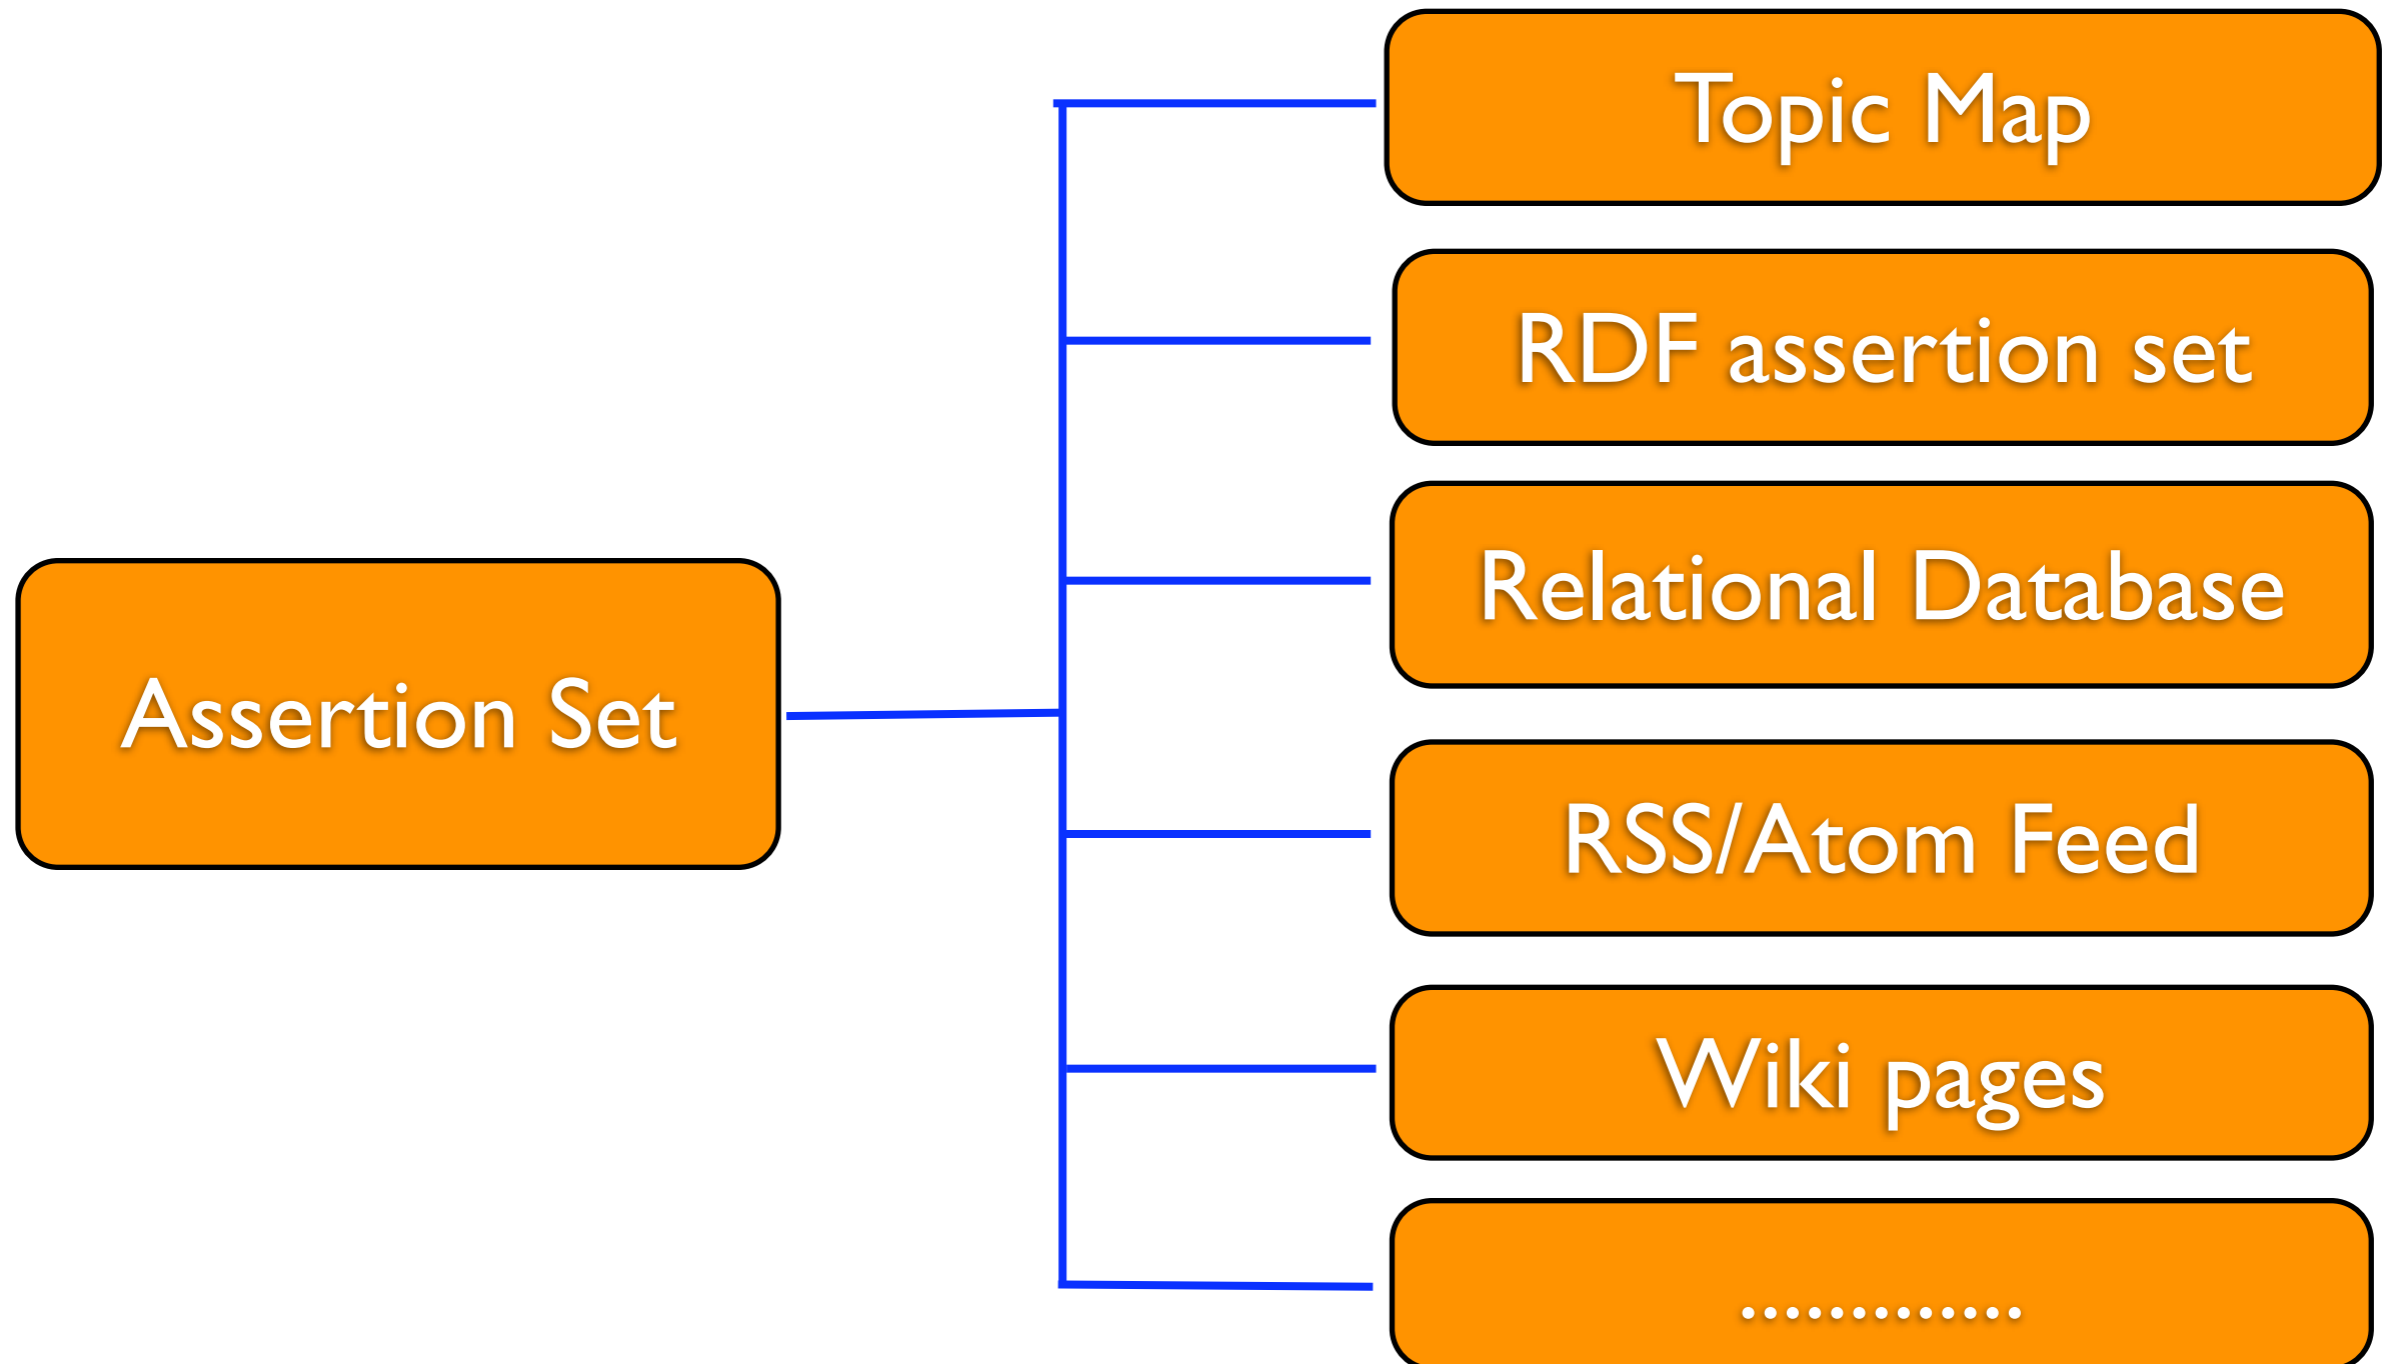 Topic Map
RDF assertion set
Relational Database
Assertion Set
RSS/Atom Feed
Wiki pages
.............